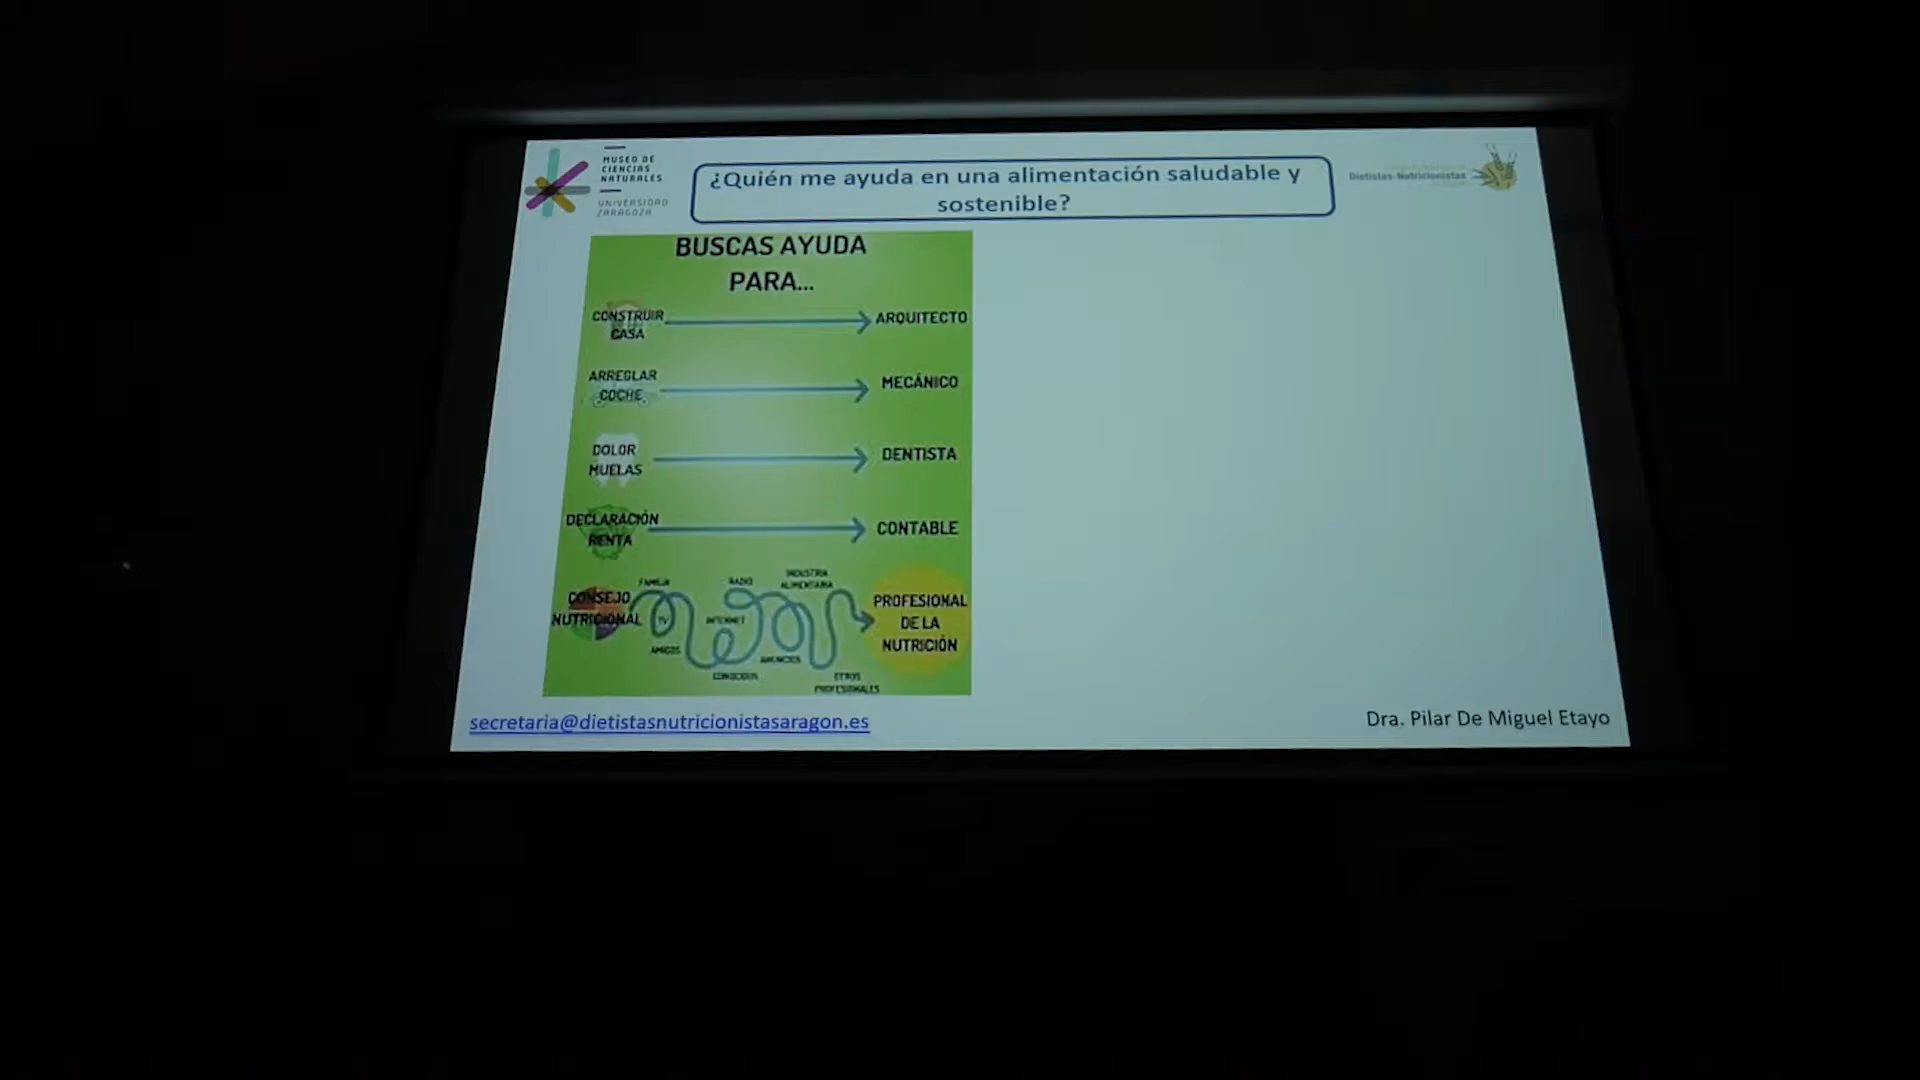 MUSEO DE
CIENCIAS
NATURALES
UNIVERSIDAD
ZARAGOZA
¿Quién me ayuda en una alimentación saludable y
sostenible?
Dietistas-Nutricionistas
BUSCAS AYUDA
PARA...
CONSTRUIR
CASA
ARQUITECTO
ARREGLAR
COCHE
MECÁNICO
DOLOR
MUELAS
DENTISTA
DECLARACIÓN
RENTA
CONTABLE
CONSEJO
NUTRICIONAL
FAMILIA
TV
AMIGOS
INTERNET
RADIO
CONOCIDOS
INDUSTRIA
ALIMENTARIA
ANUNCIOS
OTROS
PROFESIONALES
PROFESIONAL
DE LA
NUTRICIÓN
secretaria@dietistasnutricionistasaragon.es
Dra. Pilar De Miguel Etayo